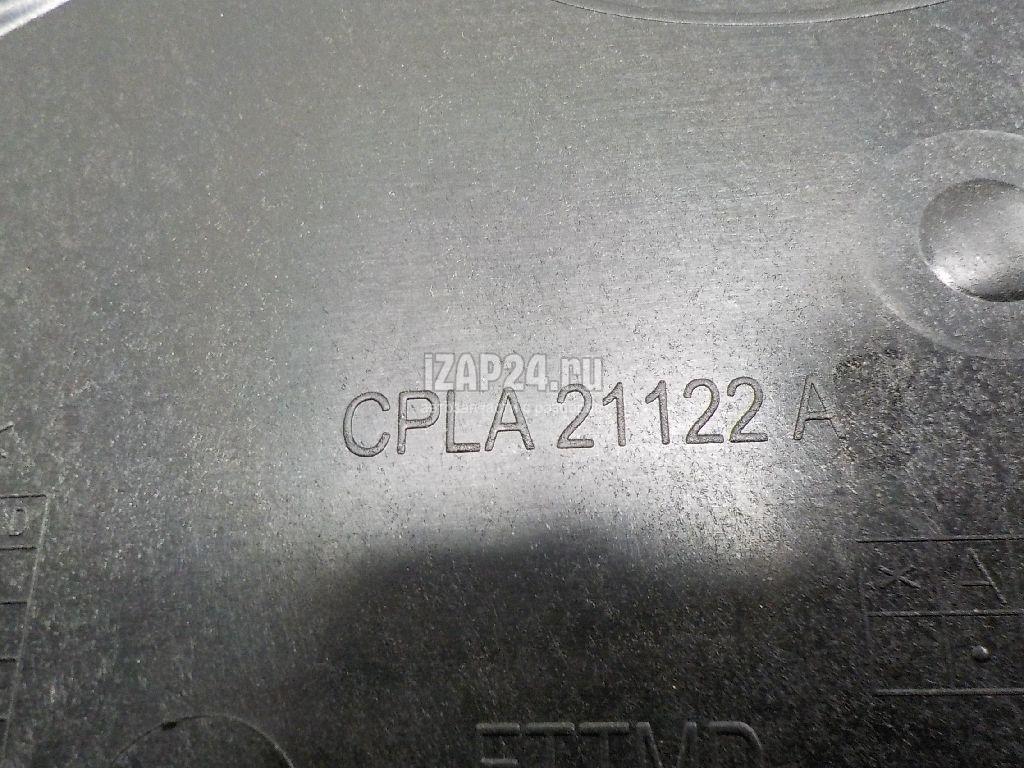 iZAP24.ru
CPLA 21122 A
D
* A